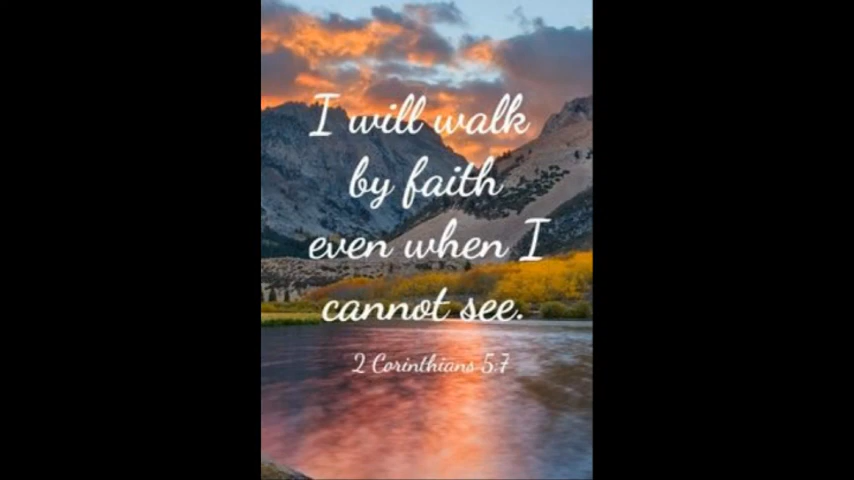 I will walk
by faith
even when I
cannot see.
2 Corinthians 5:7